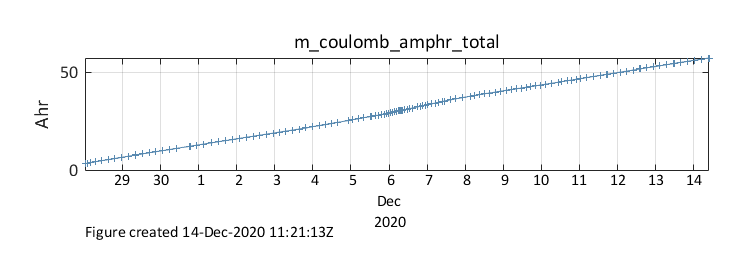 m_coulomb_amphr_total
50
Ahr
0
29 30 1 2 3 4 5 6 7 8 9 10 11 12 13 14
Dec
2020
Figure created 14-Dec-2020 11:21:13Z